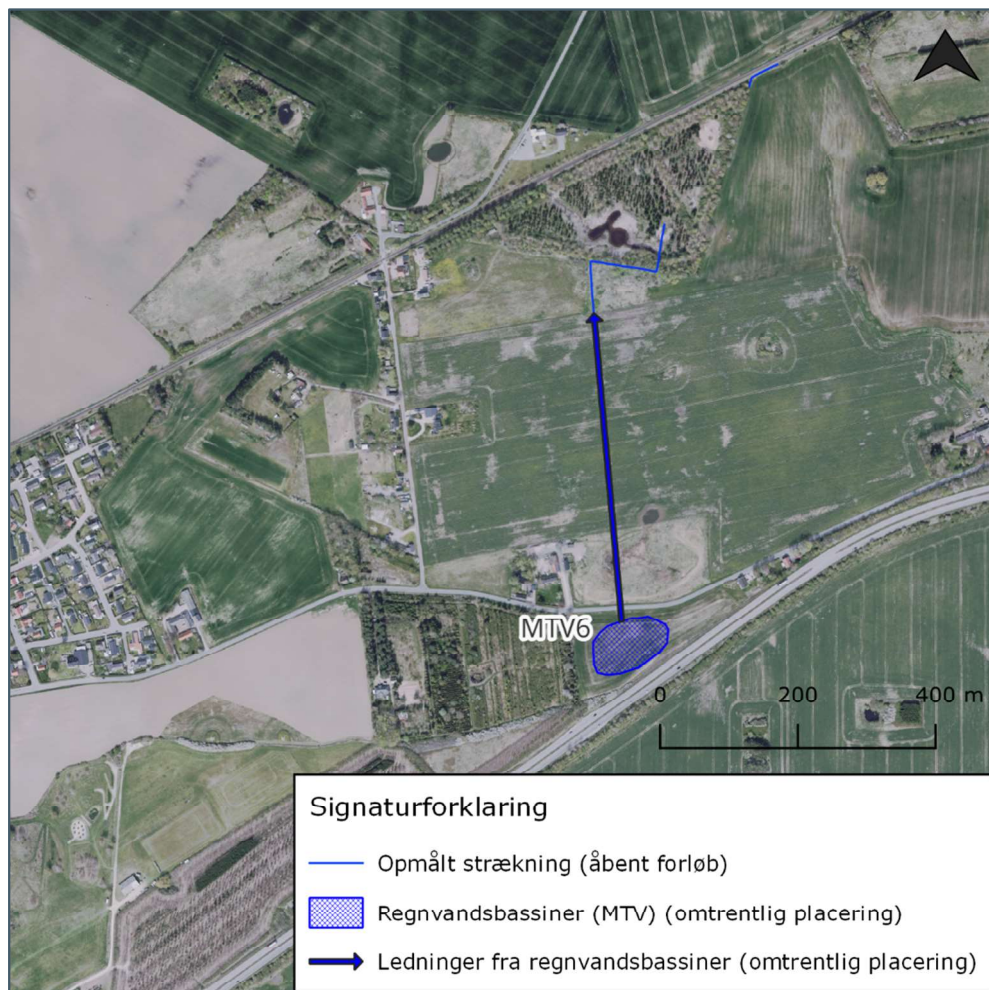 MTV6
0 200 400 m
Signaturforklaring
Opmålt strækning (åbent forløb)
Regnvandsbassiner (MTV) (omtrentlig placering)
Ledninger fra regnvandsbassiner (omtrentlig placering)